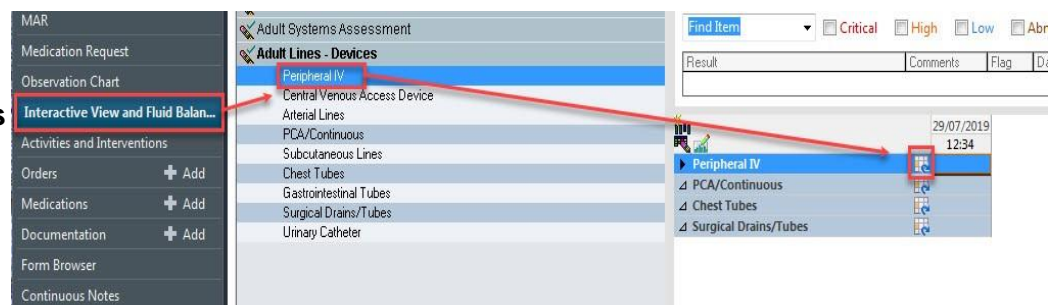 MAR
Medication Request
Observation Chart
Interactive View and Fluid Balan...
Activities and Interventions
Orders + Add
Medications + Add
Documentation + Add
Form Browser
Continuous Notes
Adult Systems Assessment
Adult Lines - Devices
Peripheral IV
Central Venous Access Device
Arterial Lines
PCA/Continuous
Subcutaneous Lines
Chest Tubes
Gastrointestinal Tubes
Surgical Drains/Tubes
Urinary Catheter
Find Item Critical High Low Abn
Result Comments Flag Da
29/07/2019
12:34
Peripheral IV
PCA/Continuous
Chest Tubes
Surgical Drains/Tubes